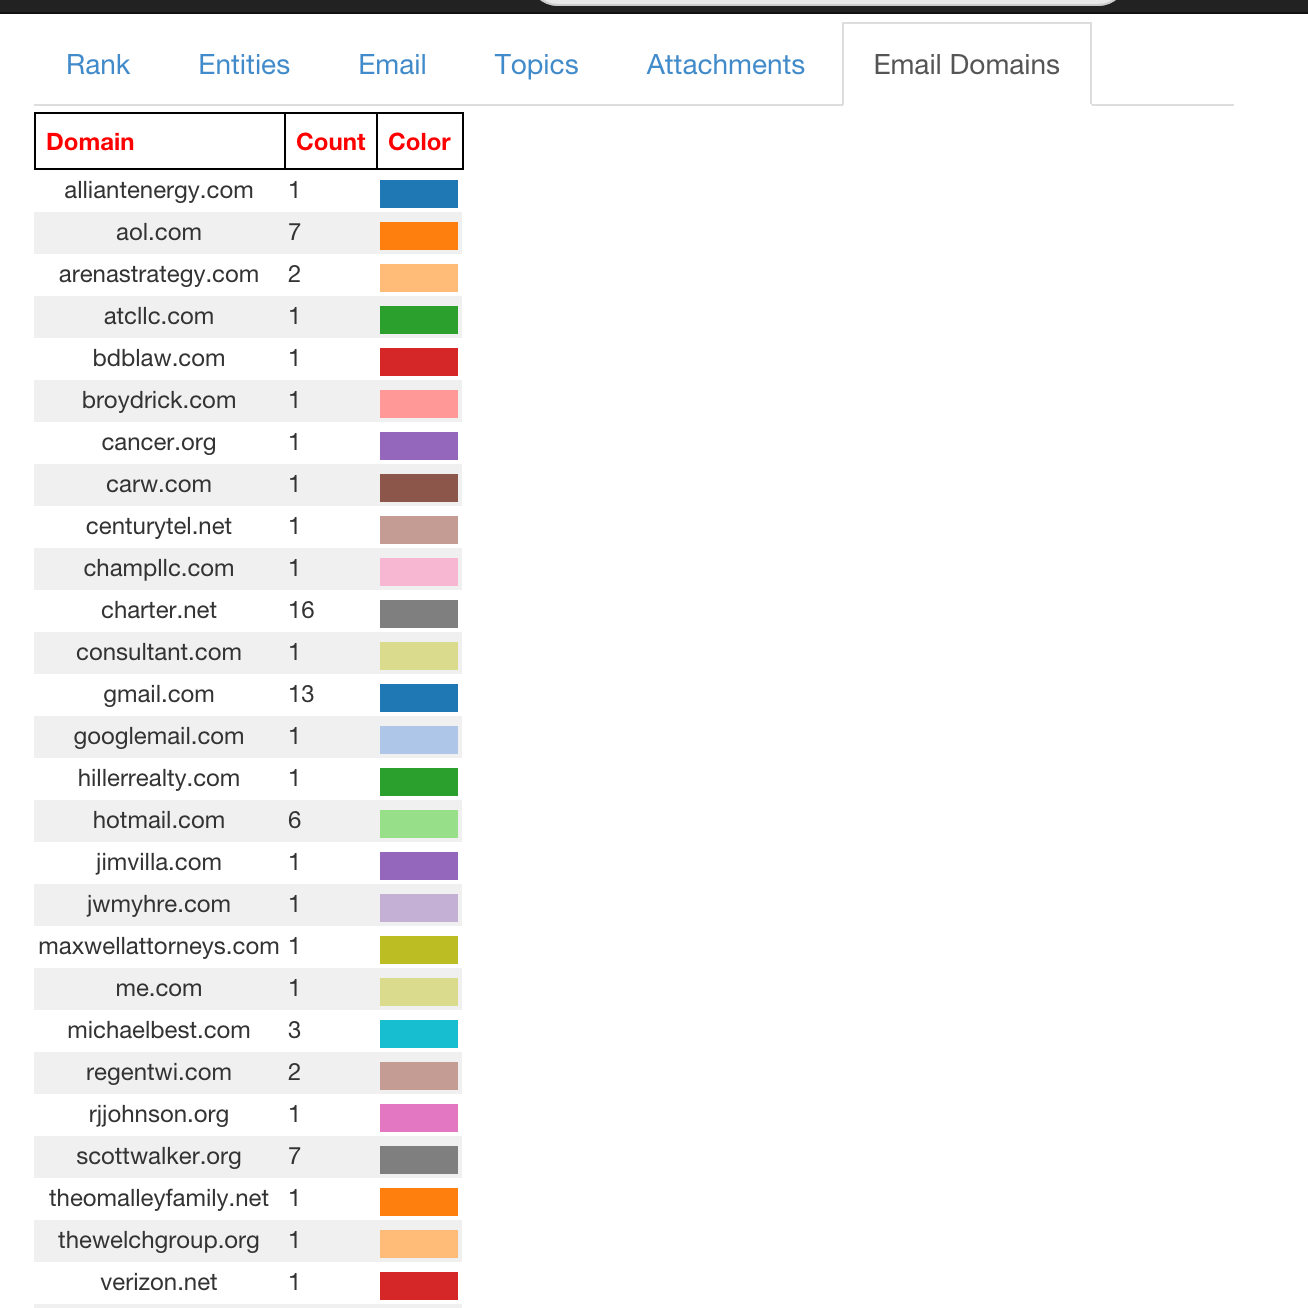 Rank Entities Email Topics Attachments Email Domains
Domain Count Color
alliantenergy.com 1
aol.com 7
arenastrategy.com 2
atcllc.com 1
bdblaw.com 1
broydrick.com 1
cancer.org 1
carw.com 1
centurytel.net 1
champllc.com 1
charter.net 16
consultant.com 1
gmail.com 13
googlemail.com 1
hillerrealty.com 1
hotmail.com 6
jimvilla.com 1
jwmyhre.com 1
maxwellattorneys.com 1
me.com 1
michaelbest.com 3
regentwi.com 2
rjjohnson.org 1
scottwalker.org 7
theomalleyfamily.net 1
thewelchgroup.org 1
verizon.net 1